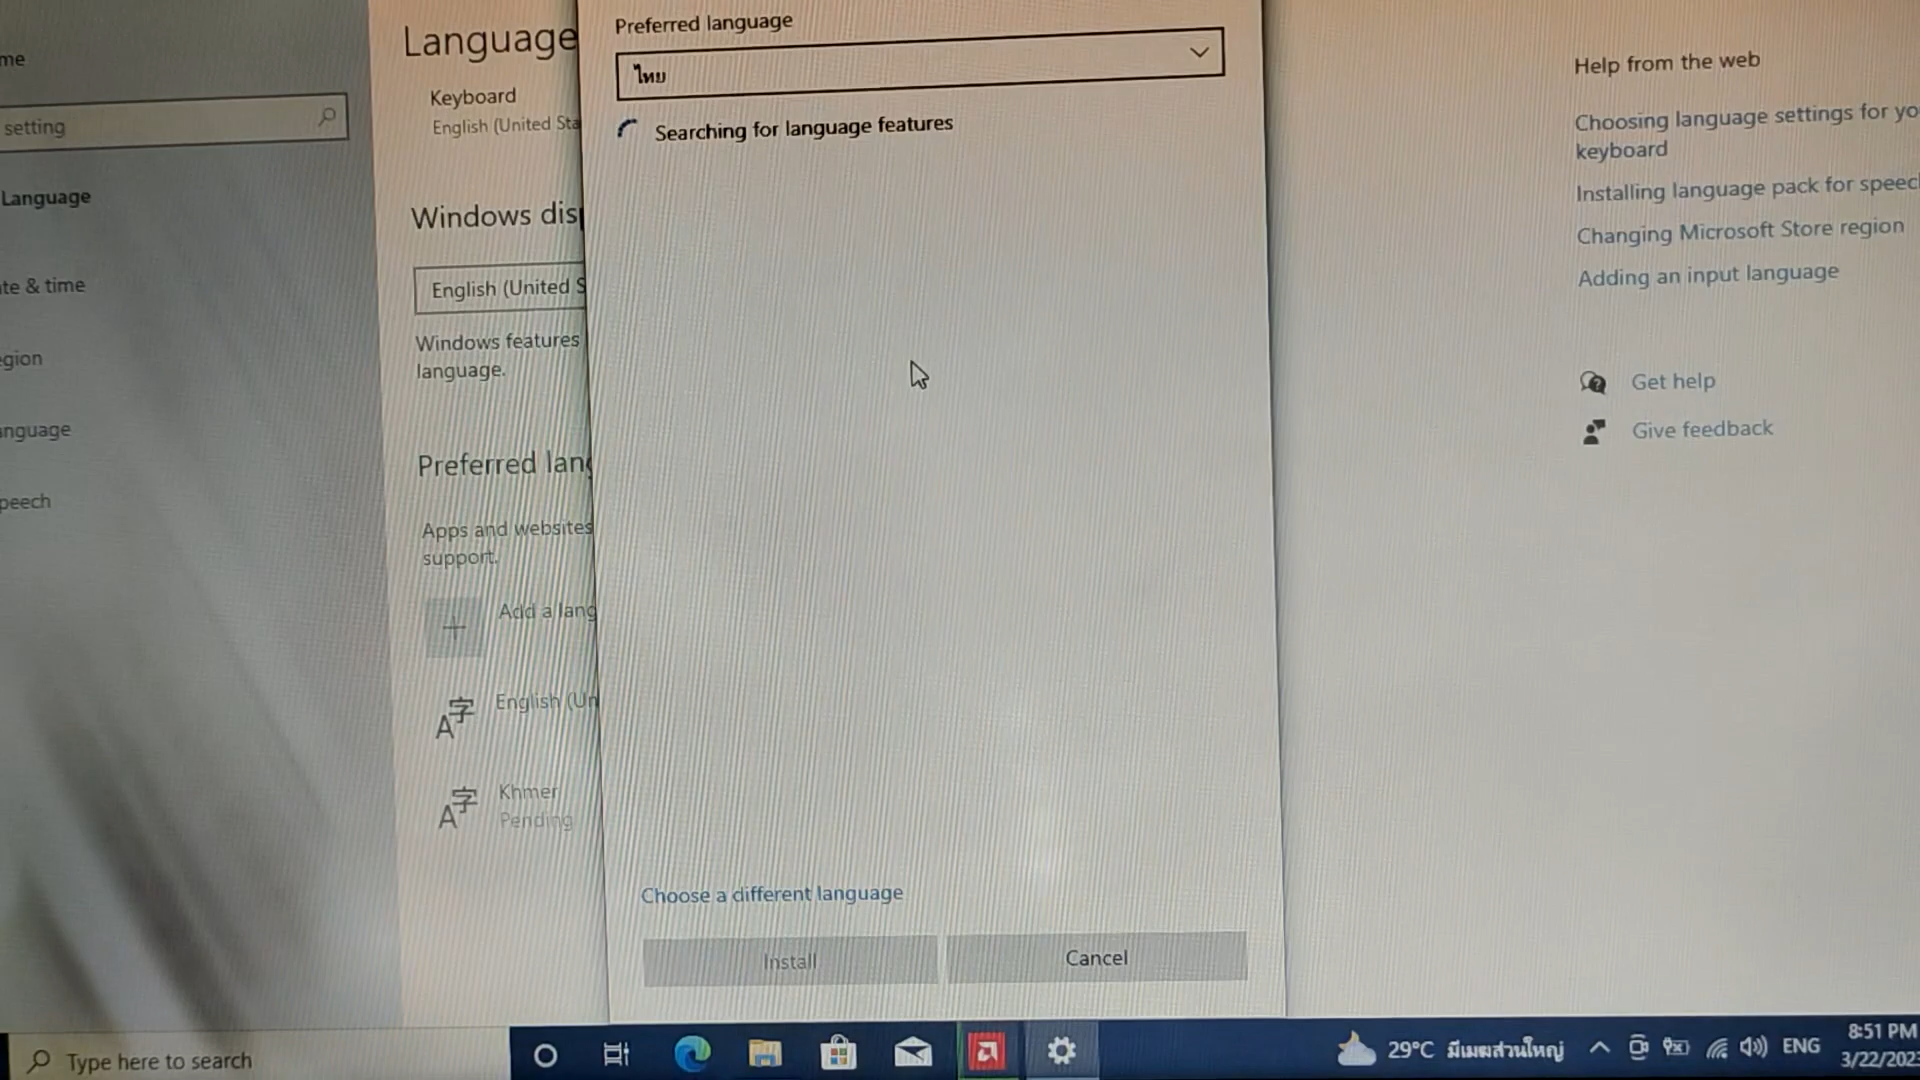 me
setting
Language
te & time
gion
nguage
peech
Language
Keyboard
English (United Sta
Windows disp
English (United S
Windows features
language.
Preferred lang
Apps and websites
support.
Add a lang
English (Un
Khmer
Pending
Preferred language
ไทย
Searching for language features
Choose a different language
Install
Cancel
Help from the web
Choosing language settings for yo
keyboard
Installing language pack for speech
Changing Microsoft Store region
Adding an input language
Get help
Give feedback
Type here to search
29°C มีเมฆส่วนใหญ่
ENG
8:51 PM
3/22/202